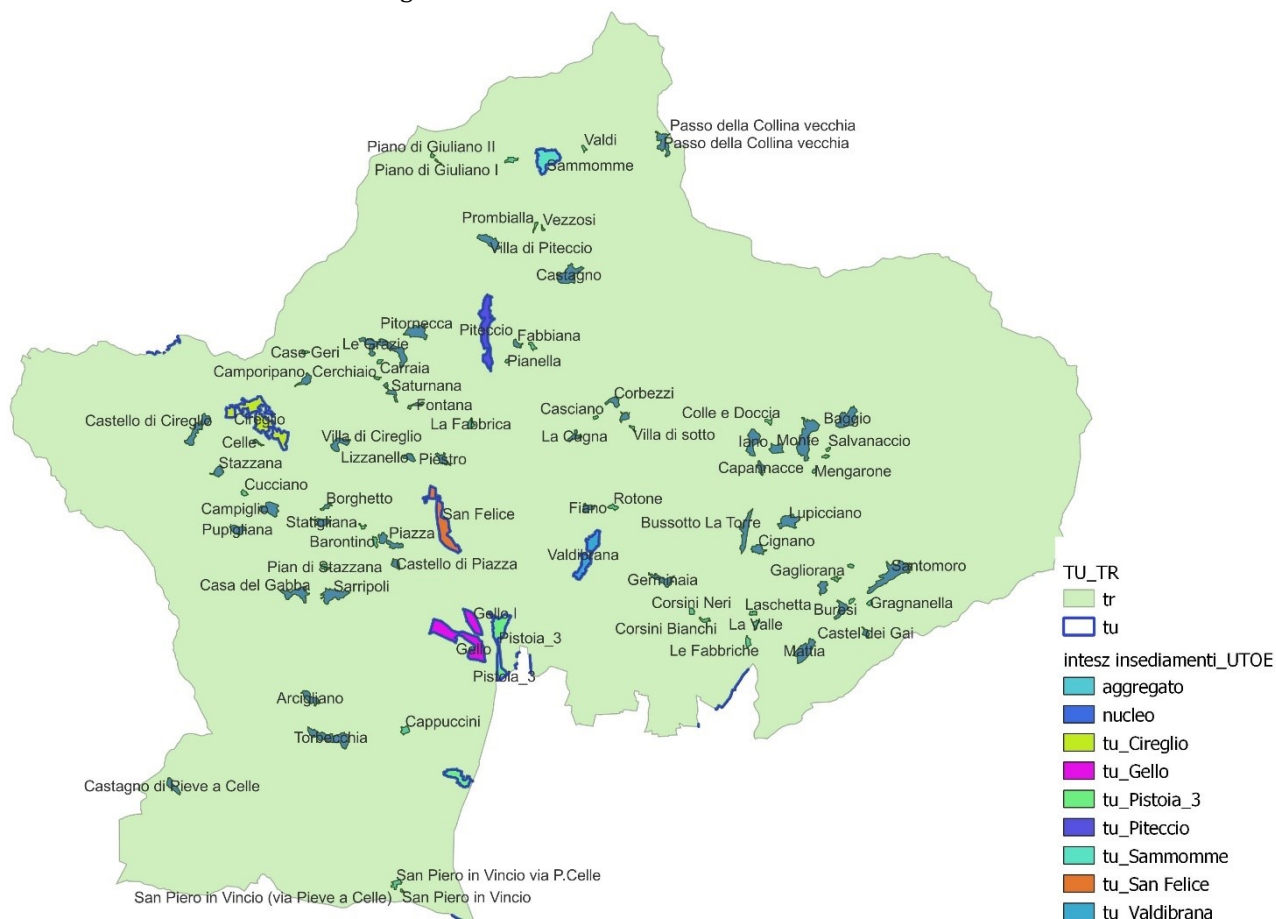 Passo della Collina vecchia
Passo della Collina vecchia
Valdi
Piano di Giuliano II
Piano di Giuliano I
Sammomme
Prombialla
Vezzosi
Villa di Piteccio
Castagno
Pitornecca
Piteccio
Fabbiana
Pianella
Case Geri
Le Grazie
Carraia
Camporipano
Cerchiaio
Saturnana
Fontana
La Fabbrica
Castello di Cireglio
Cireglio
Celle
Villa di Cireglio
Lizzanello
Piestro
Stazzana
Cucciano
Corbezzi
Casciano
La Cugna
Villa di sotto
Colle e Doccia
Baggio
Iano
Monte
Salvanaccio
Capannacce
Mengarone
Campiglio
Borghetto
Statigliana
Pupigliana
Barontino
Piazza
San Felice
Castello di Piazza
Pian di Stazzana
Casa del Gabba
Sarripoli
Fiano
Rotone
Valdibrana
Bussotto La Torre
Lupicciano
Cignano
Germinaia
Gagliorana
Santomoro
Corsini Neri
Laschetta
Buresi
Gragnanella
Corsini Bianchi
La Valle
Castel dei Gai
Le Fabbriche
Mattia
Gello I
Pistoia_3
Gello
Pistoia_3
Arcigliano
Cappuccini
Torbecchia
Castagno di Pieve a Celle
San Piero in Vincio via P.Celle
San Piero in Vincio (via Pieve a Celle)
San Piero in Vincio
TU_TR
tr
tu
intesz insediamenti_UTOE
aggregato
nucleo
tu_Cireglio
tu_Gello
tu_Pistoia_3
tu_Piteccio
tu_Sammomme
tu_San Felice
tu_Valdibrana